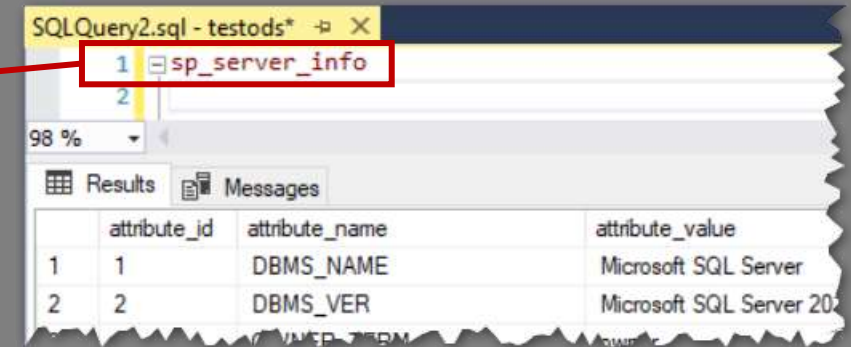 SQLQuery2.sql - testods*
1 sp_server_info
2
98 %
Results Messages
attribute_id attribute_name attribute_value
1 1 DBMS_NAME Microsoft SQL Server
2 2 DBMS_VER Microsoft SQL Server